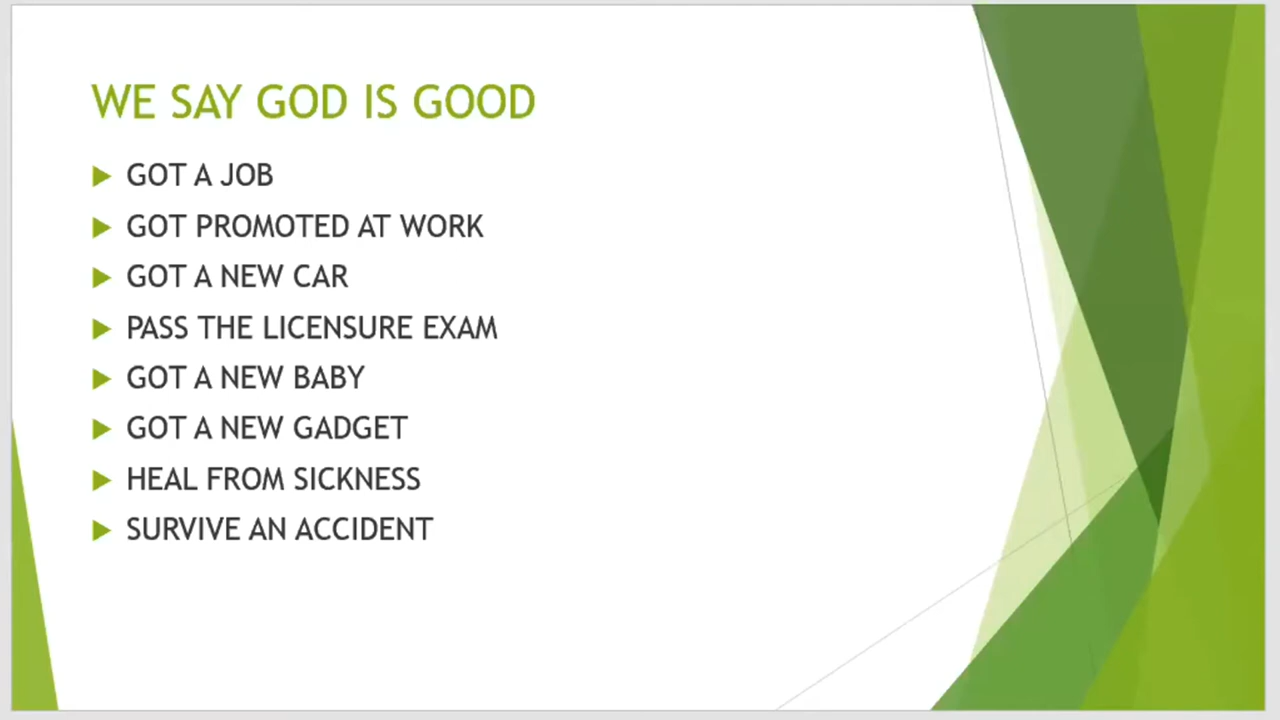 WE SAY GOD IS GOOD
GOT A JOB
GOT PROMOTED AT WORK
GOT A NEW CAR
PASS THE LICENSURE EXAM
GOT A NEW BABY
GOT A NEW GADGET
HEAL FROM SICKNESS
SURVIVE AN ACCIDENT